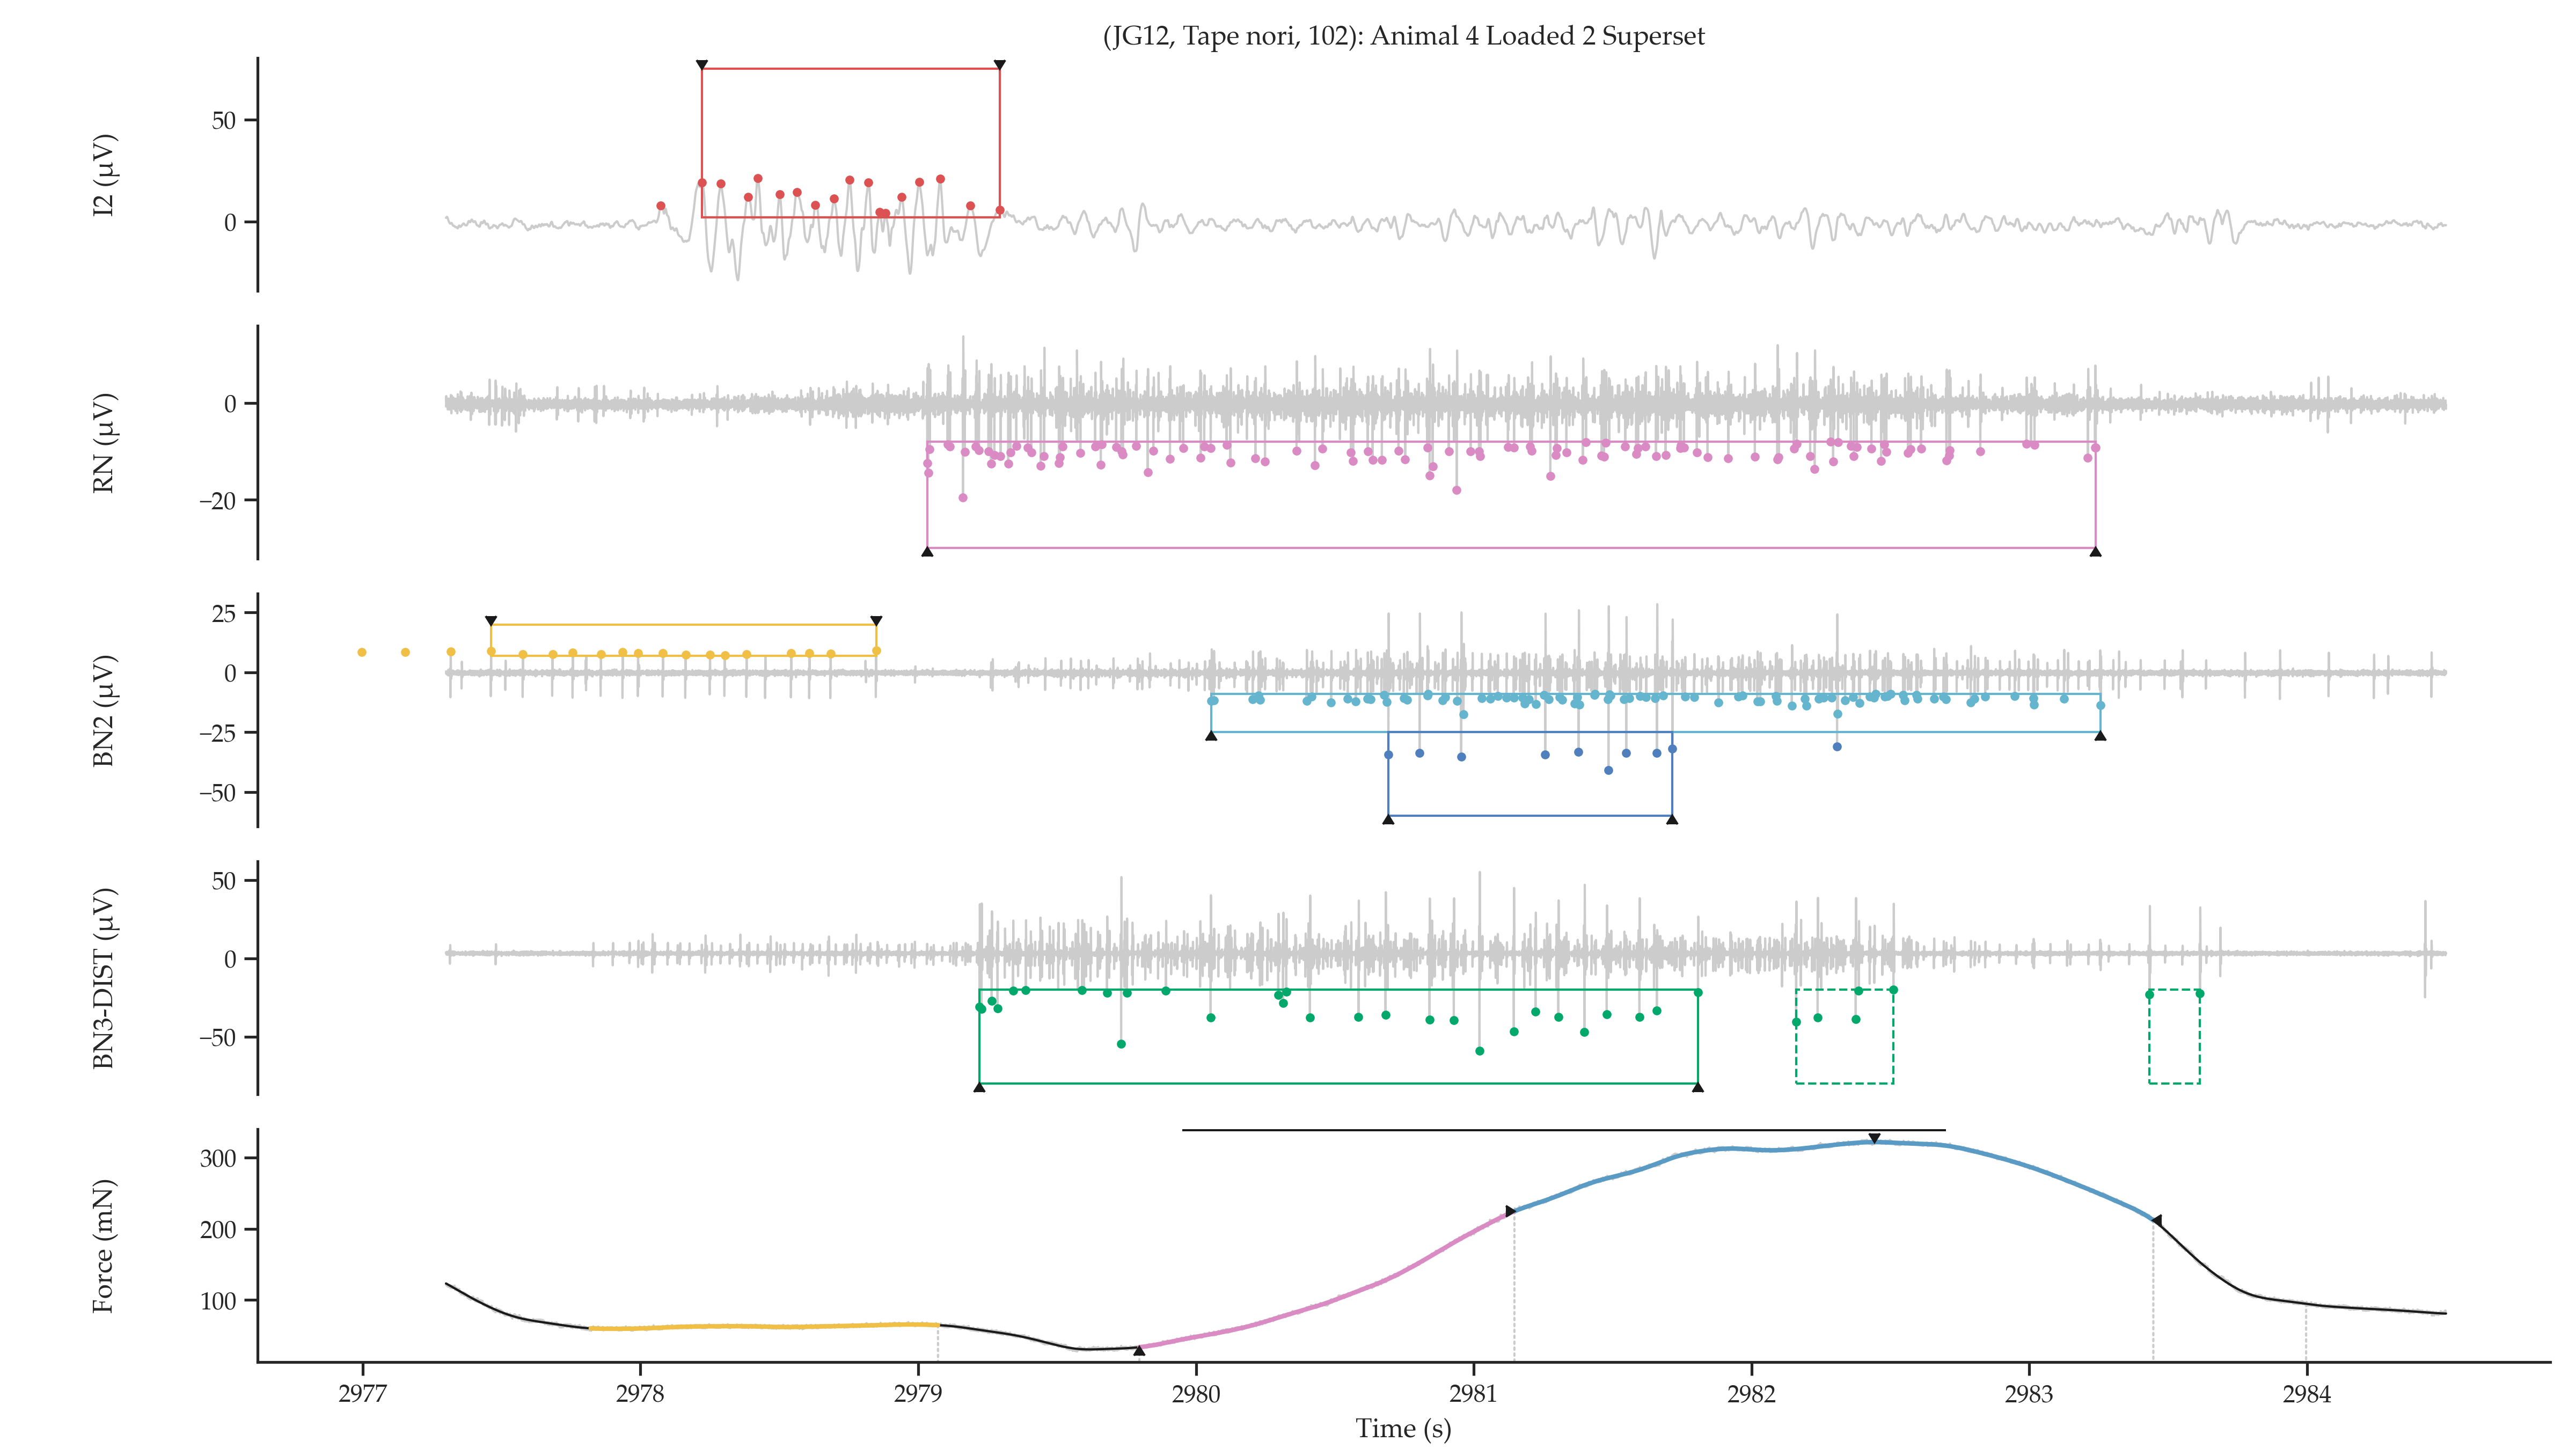 (JG12, Tape nori, 102): Animal 4 Loaded 2 Superset
I2 (µV)
50
0
RN (µV)
0
−20
BN2 (µV)
25
0
−25
−50
BN3-DIST (µV)
50
0
−50
Force (mN)
300
200
100
2977 2978 2979 2980 2981 2982 2983 2984
Time (s)